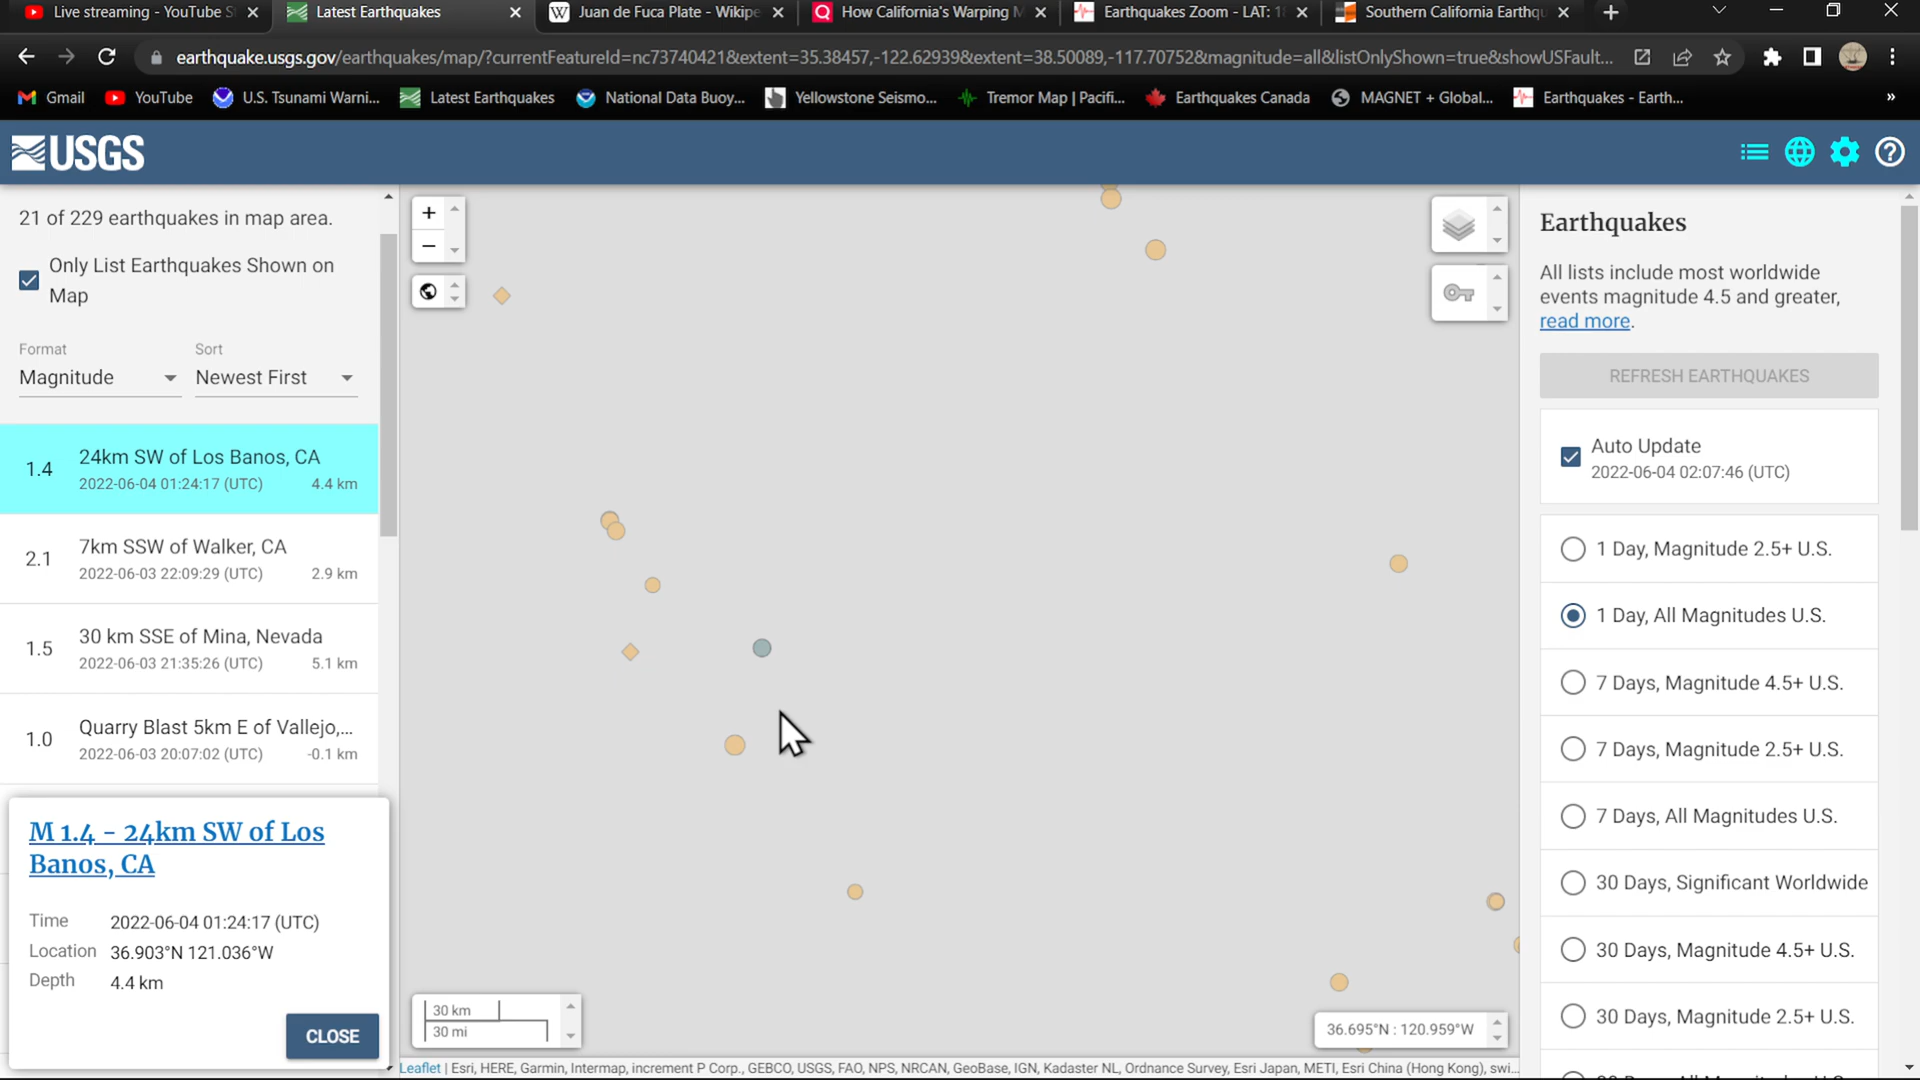 Live streaming - YouTube S
Latest Earthquakes
Juan de Fuca Plate - Wikipe
How California's Warping M
Earthquakes Zoom - LAT: 1
Southern California Earthqu
earthquake.usgs.gov/earthquakes/map/?currentFeatureId=nc73740421&extent=35.38457,-122.62939&extent=38.50089,-117.70752&magnitude=all&listOnlyShown=true&showUSFault...
Gmail
YouTube
U.S. Tsunami Warni...
Latest Earthquakes
National Data Buoy...
Yellowstone Seismo...
Tremor Map | Pacifi...
Earthquakes Canada
MAGNET + Global...
Earthquakes - Earth...
»
USGS
21 of 229 earthquakes in map area.
Only List Earthquakes Shown on
Map
Format
Magnitude
Sort
Newest First
1.4
24km SW of Los Banos, CA
2022-06-04 01:24:17 (UTC) 4.4 km
2.1
7km SSW of Walker, CA
2022-06-03 22:09:29 (UTC) 2.9 km
1.5
30 km SSE of Mina, Nevada
2022-06-03 21:35:26 (UTC) 5.1 km
1.0
Quarry Blast 5km E of Vallejo,...
2022-06-03 20:07:02 (UTC) -0.1 km
M 1.4 - 24km SW of Los
Banos, CA
Time 2022-06-04 01:24:17 (UTC)
Location 36.903°N 121.036°W
Depth 4.4 km
CLOSE
+
−
30 km
30 mi
36.695°N : 120.959°W
Leaflet | Esri, HERE, Garmin, Intermap, increment P Corp., GEBCO, USGS, FAO, NPS, NRCAN, GeoBase, IGN, Kadaster NL, Ordnance Survey, Esri Japan, METI, Esri China (Hong Kong), swi...
Earthquakes
All lists include most worldwide
events magnitude 4.5 and greater,
read more.
REFRESH EARTHQUAKES
Auto Update
2022-06-04 02:07:46 (UTC)
1 Day, Magnitude 2.5+ U.S.
1 Day, All Magnitudes U.S.
7 Days, Magnitude 4.5+ U.S.
7 Days, Magnitude 2.5+ U.S.
7 Days, All Magnitudes U.S.
30 Days, Significant Worldwide
30 Days, Magnitude 4.5+ U.S.
30 Days, Magnitude 2.5+ U.S.